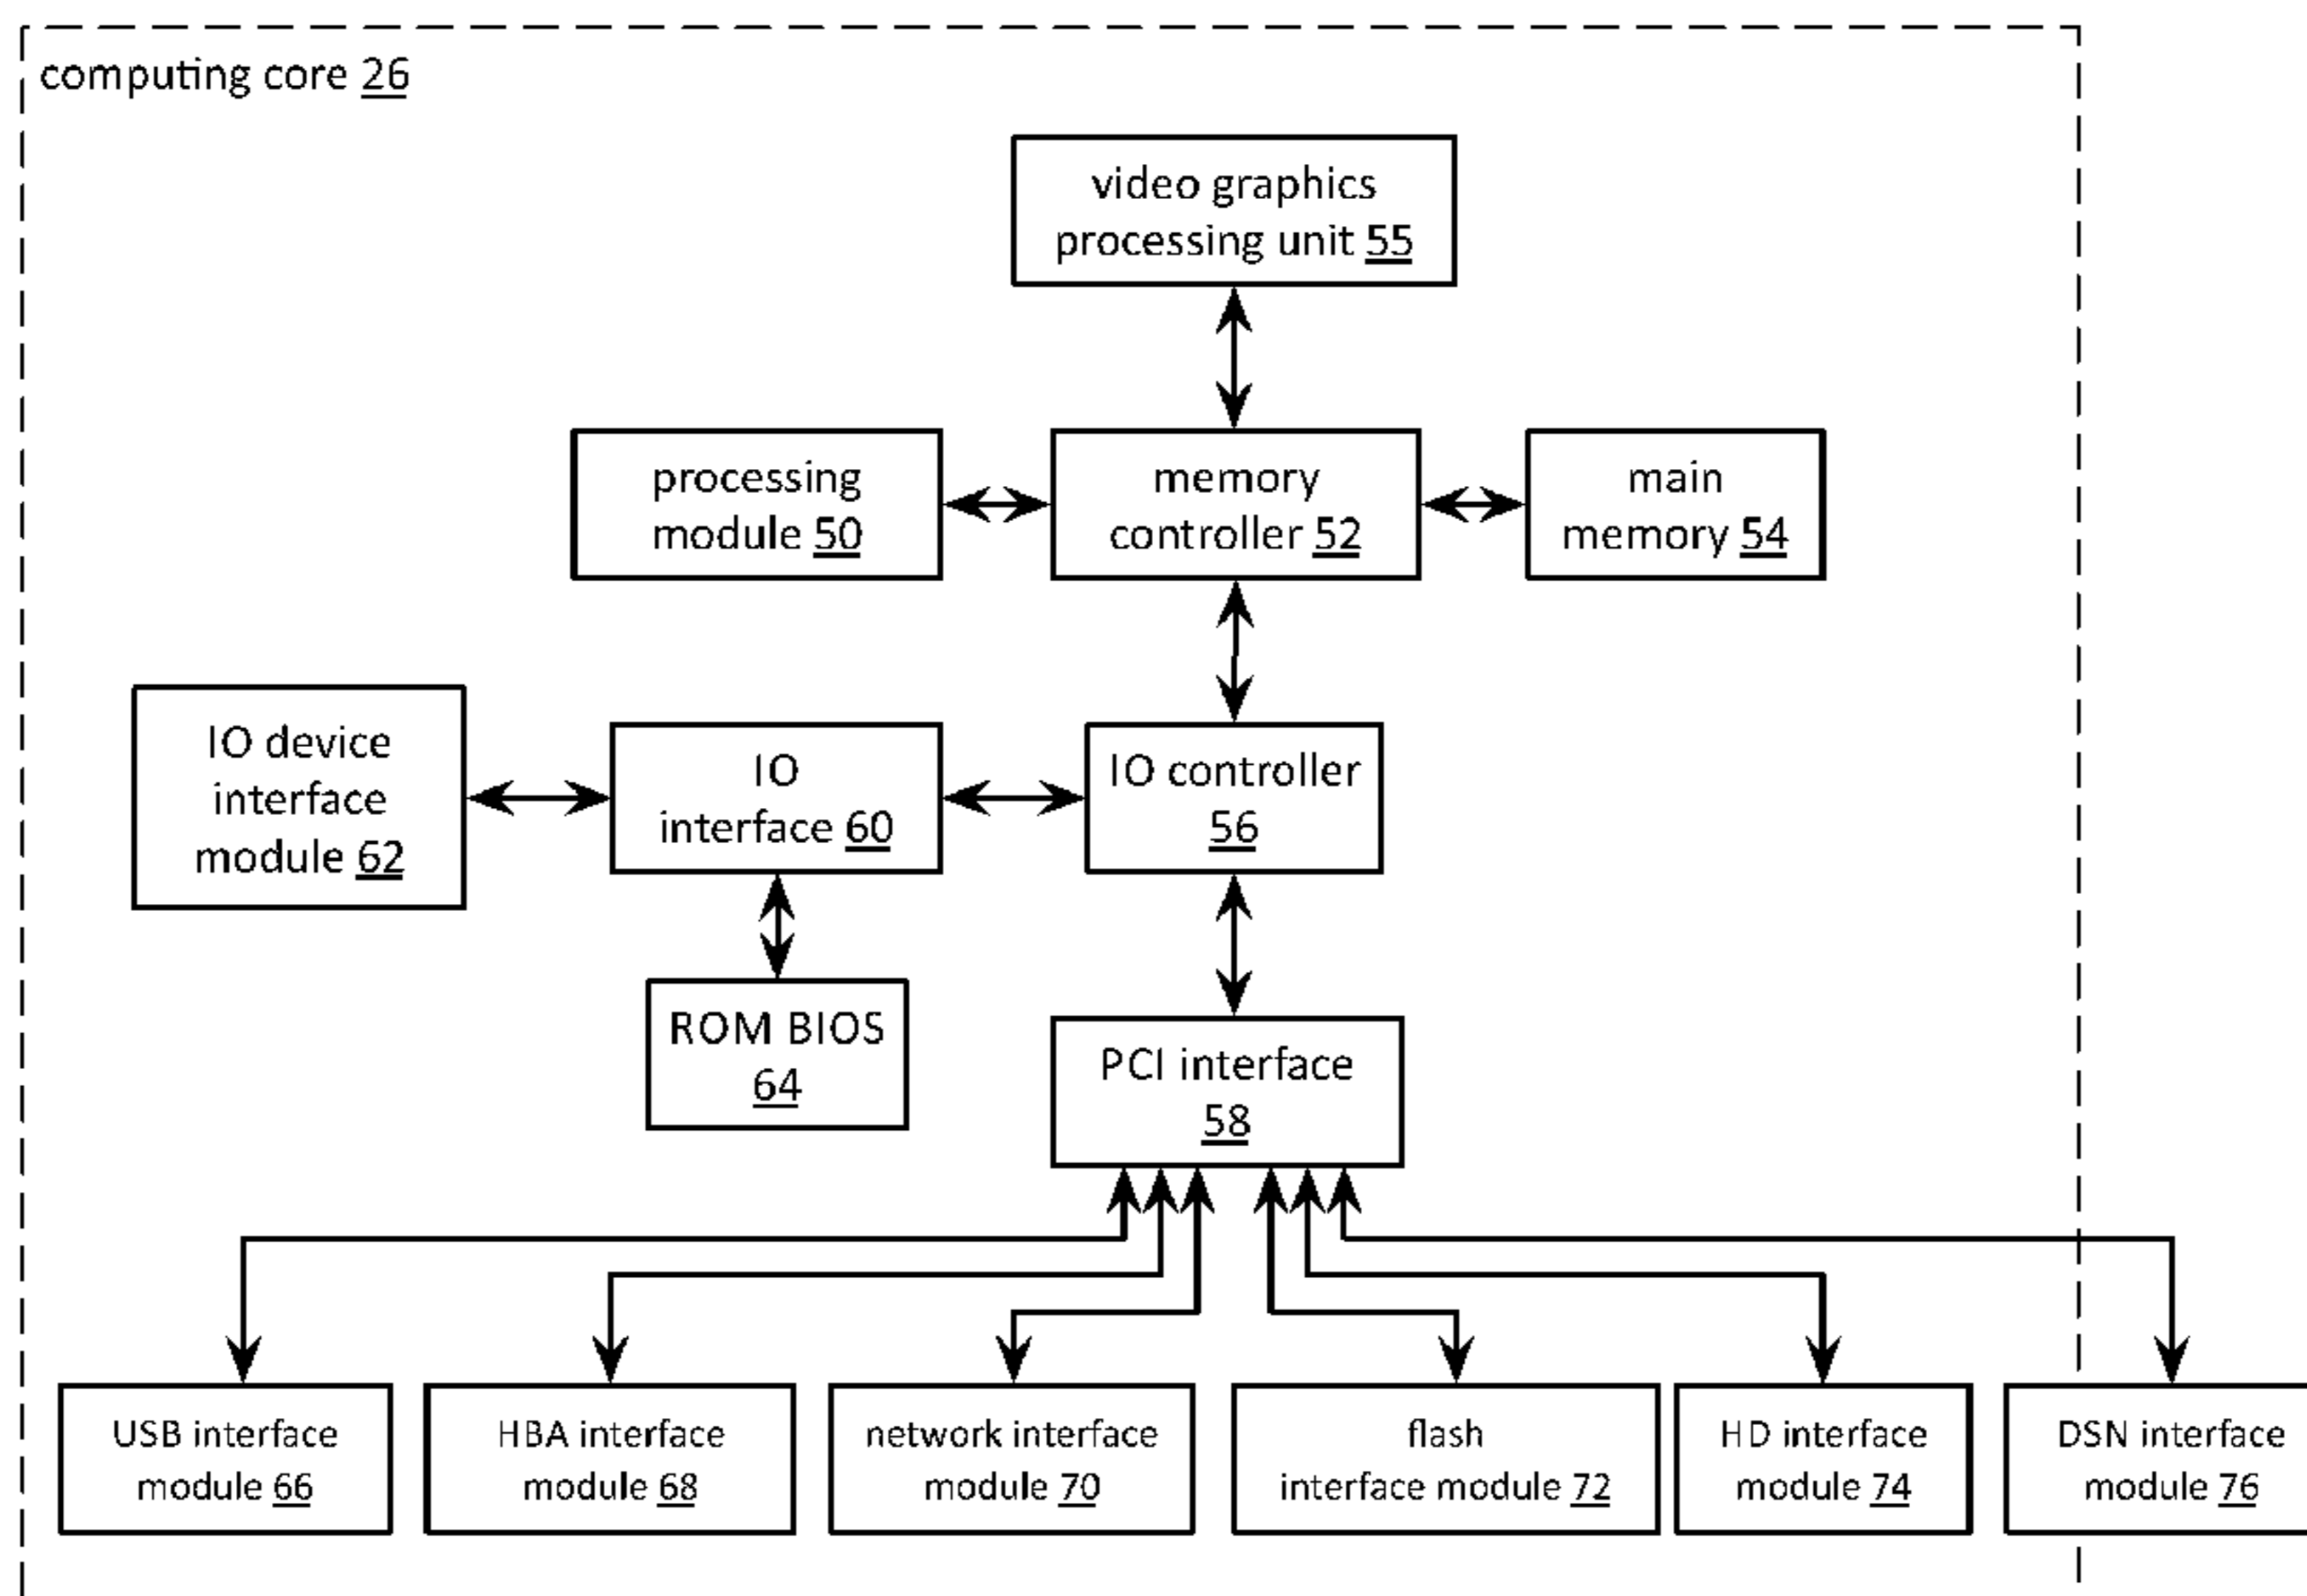 computing core 26
video graphics
processing unit 55
processing
module 50
memory
controller 52
main
memory 54
IO device
interface
module 62
IO
interface 60
IO controller
56
ROM BIOS
64
PCI interface
58
USB interface
module 66
HBA interface
module 68
network interface
module 70
flash
interface module 72
HD interface
module 74
DSN interface
module 76